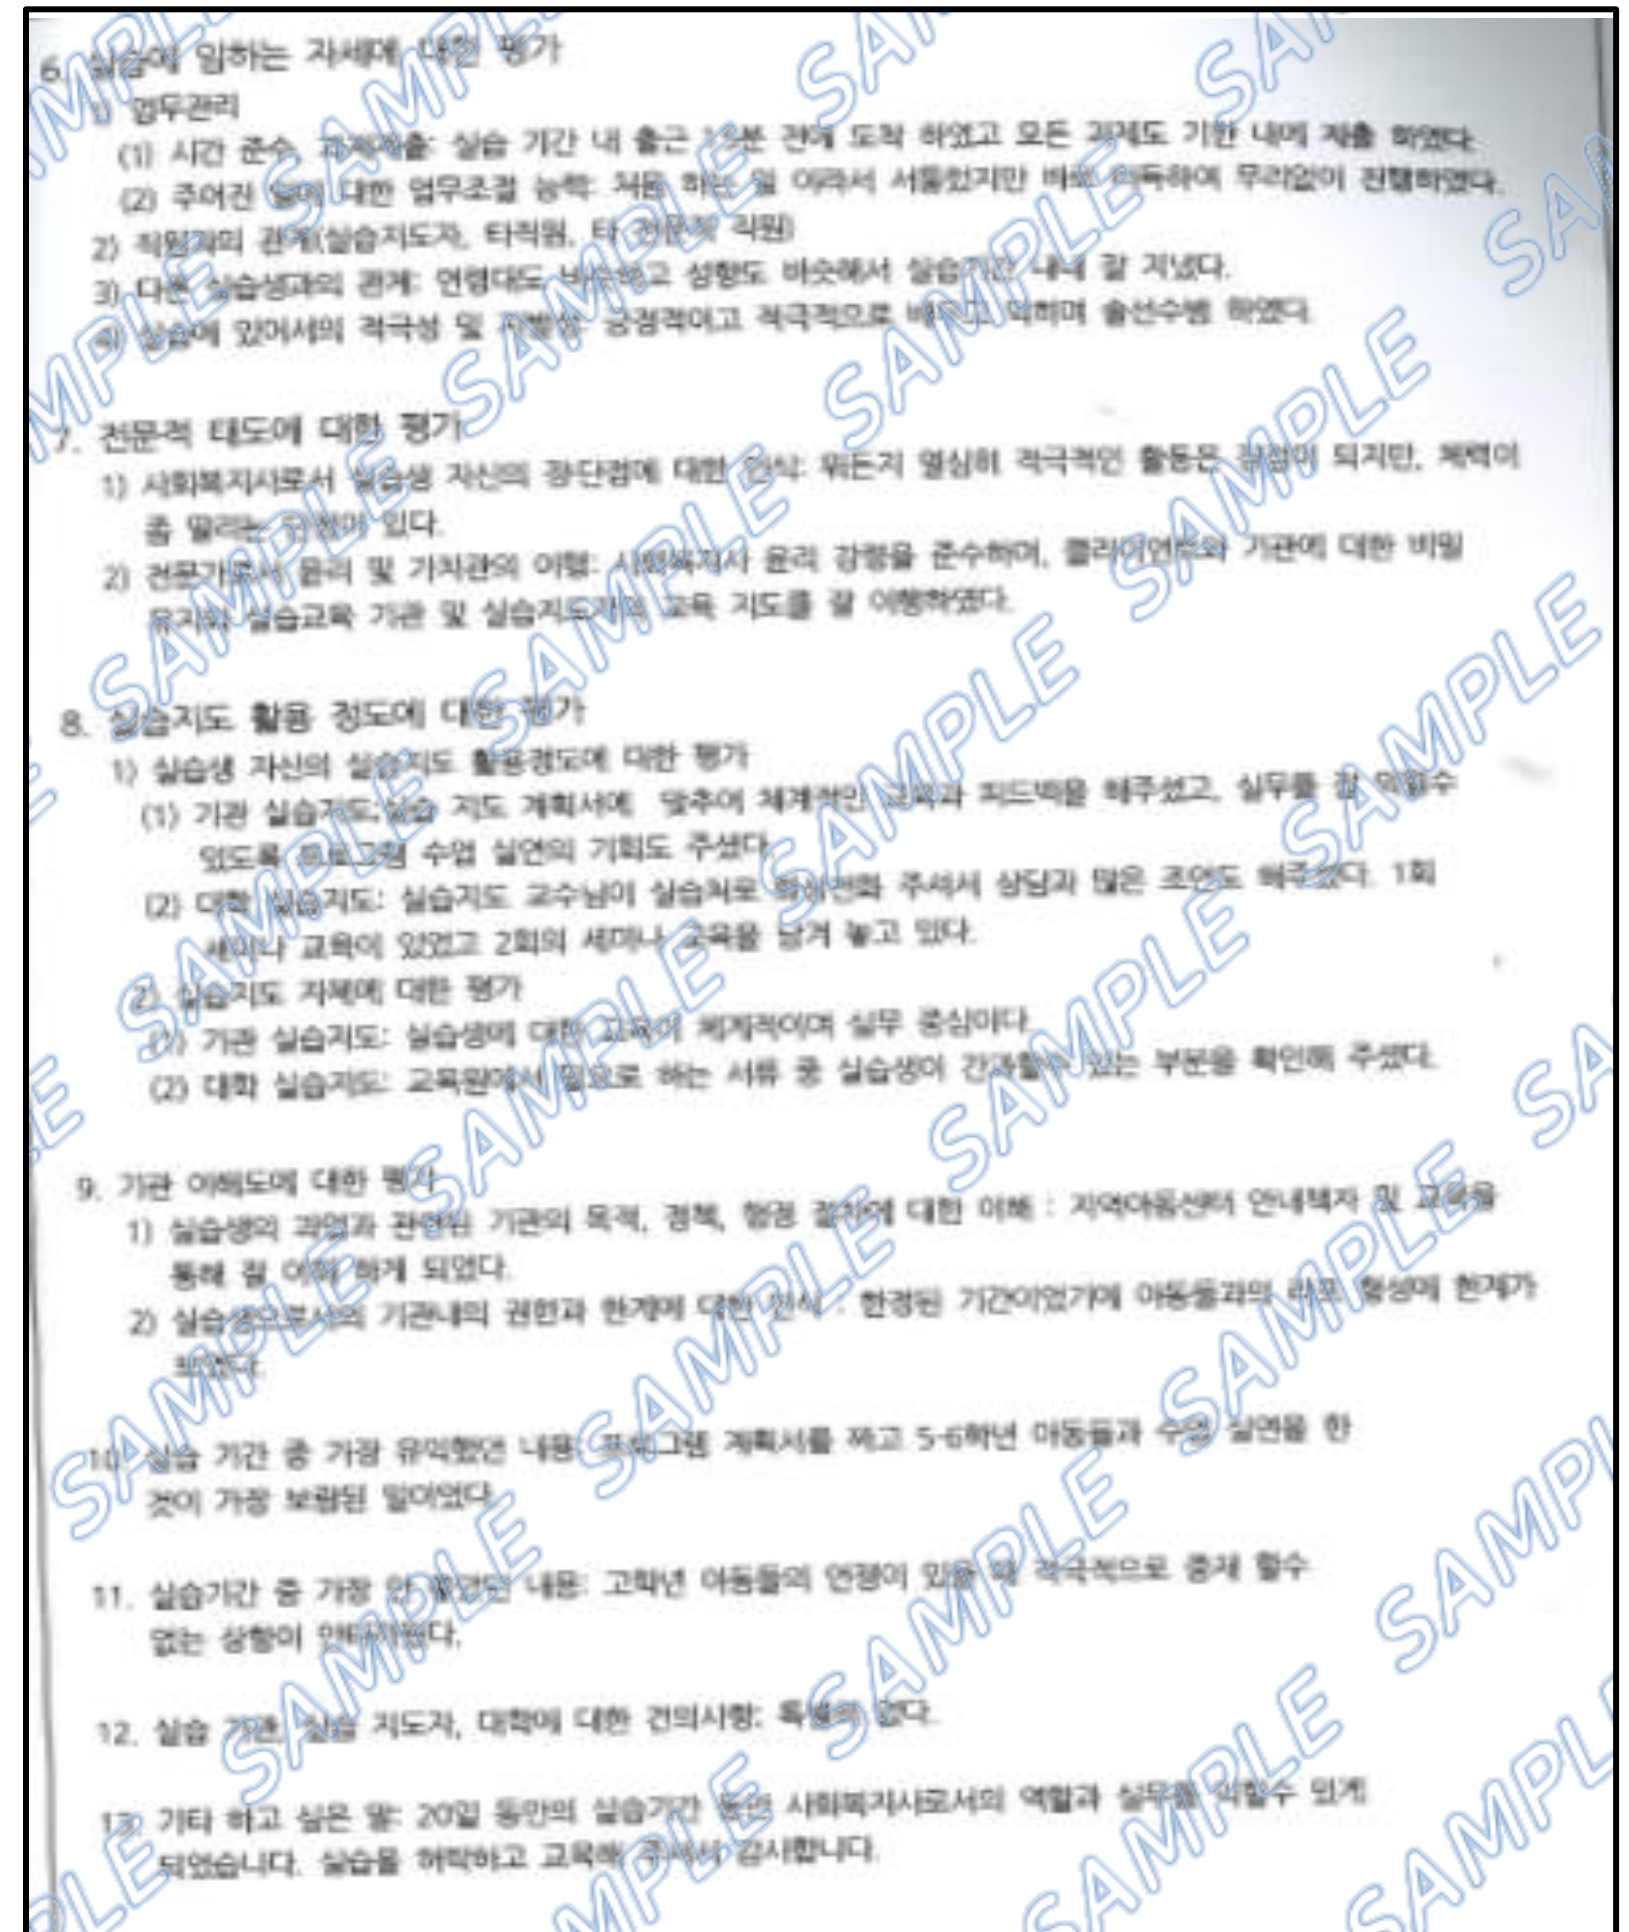 6. 실습에 임하는 자세에 대한 평가
1) 업무관리
(1) 시간 준수, 과제제출: 실습 기간 내 출근 전에 도착 하였고 모든 과제도 기한 내에 제출 하였다.
(2) 주어진 일에 대한 업무조절 능력: 처음 하는 일 이라서 서툴렀지만 바로 습득하여 무리없이 진행하였다.
2) 직원과의 관계(실습지도자, 타직원, 타 전문직 직원)
3) 다른 실습생과의 관계: 연령대도 비슷하고 성향도 비슷해서 실습기간 내내 잘 지냈다.
4) 실습에 있어서의 적극성 및 자발성: 긍정적이고 적극적으로 배우고 익히며 솔선수범 하였다.
7. 전문적 태도에 대한 평가
1) 사회복지사로서 실습생 자신의 장·단점에 대한 인식: 뭐든지 열심히 적극적인 활동은 장점이 되지만, 체력이
좀 딸리는 단점이 있다.
2) 전문가로서 윤리 및 가치관의 이행: 사회복지사 윤리 강령을 준수하며, 클라이언트와 기관에 대한 비밀
유지와 실습교육 기관 및 실습지도자의 교육 지도를 잘 이행하였다.
8. 실습지도 활용 정도에 대한 평가
1) 실습생 자신의 실습지도 활용정도에 대한 평가
(1) 기관 실습지도:실습 지도 계획서에 맞추어 체계적인 교육과 피드백을 해주셨고, 실무를 잘 익힐수
있도록 프로그램 수업 실연의 기회도 주셨다.
(2) 대학 실습지도: 실습지도 교수님이 실습처로 주셔서 상담과 많은 조언도 해주셨다. 1회
세미나 교육이 있었고 2회의 세미나 교육을 남겨 놓고 있다.
2) 실습지도 자체에 대한 평가
(1) 기관 실습지도: 실습생에 대한 교육이 체계적이며 실무 중심이다.
(2) 대학 실습지도: 교육원에서 필요로 하는 서류 중 실습생이 간과할수 있는 부분을 확인해 주셨다.
9. 기관 이해도에 대한 평가
1) 실습생의 과업과 관련된 기관의 목적, 정책, 행정 절차에 대한 이해 : 지역아동센터 안내책자 및 교육을
통해 잘 이해 하게 되었다.
2) 실습생으로서의 기관내의 권한과 한계에 대한 인식 : 한정된 기간이었기에 아동들과의 라포 형성에 한계가
10. 실습 기간 중 가장 유익했던 내용: 프로그램 계획서를 짜고 5-6학년 아동들과 수업 실연을 한
것이 가장 보람된 일이었다.
11. 실습기간 중 가장 안 좋았던 내용: 고학년 아동들의 언쟁이 있을 때 적극적으로 중재 할수
없는 상황이 안타까웠다.
12. 실습 기관, 실습 지도자, 대학에 대한 건의사항: 특별히 없다.
13. 기타 하고 싶은 말: 20일 동안의 실습기간 동안 사회복지사로서의 역할과 실무를 익힐수 있게
되었습니다. 실습을 허락하고 교육해 주셔서 감사합니다.